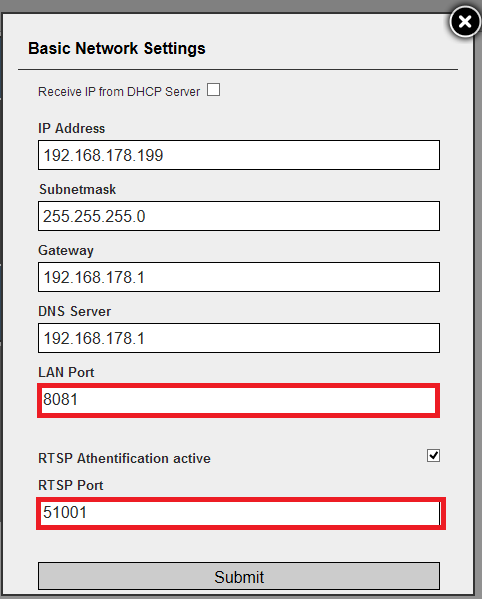 Basic Network Settings
Receive IP from DHCP Server
IP Address
192.168.178.199
Subnetmask
255.255.255.0
Gateway
192.168.178.1
DNS Server
192.168.178.1
LAN Port
8081
RTSP Athentification active
RTSP Port
51001
Submit